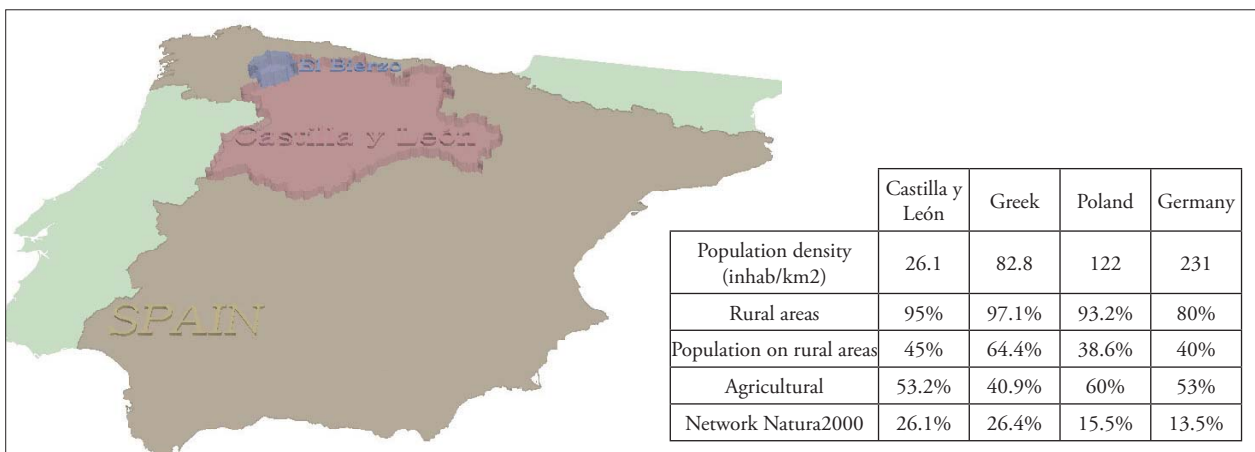 El Bierzo
Castilla y León
SPAIN
Castilla y
León Greek Poland Germany
Population density
(inhab/km2) 26.1 82.8 122 231
Rural areas 95% 97.1% 93.2% 80%
Population on rural areas 45% 64.4% 38.6% 40%
Agricultural 53.2% 40.9% 60% 53%
Network Natura2000 26.1% 26.4% 15.5% 13.5%